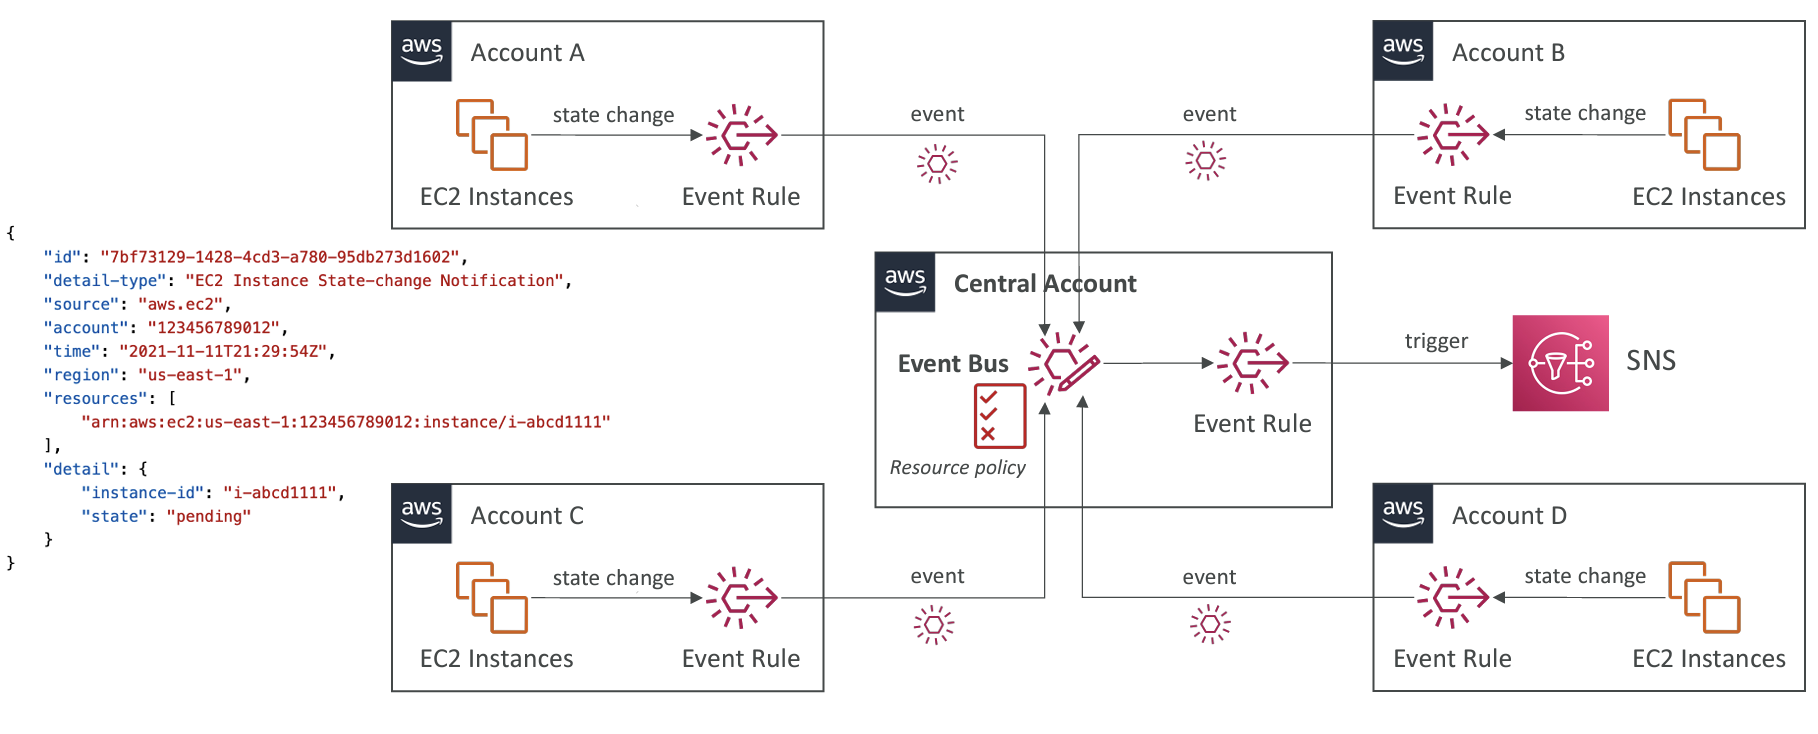 aws
Account A
state change
EC2 Instances
Event Rule
event
event
aws
Account B
state change
Event Rule
EC2 Instances
{
    "id": "7bf73129-1428-4cd3-a780-95db273d1602",
    "detail-type": "EC2 Instance State-change Notification",
    "source": "aws.ec2",
    "account": "123456789012",
    "time": "2021-11-11T21:29:54Z",
    "region": "us-east-1",
    "resources": [
        "arn:aws:ec2:us-east-1:123456789012:instance/i-abcd1111"
    ],
    "detail": {
        "instance-id": "i-abcd1111",
        "state": "pending"
    }
}
aws
Central Account
Event Bus
Resource policy
Event Rule
trigger
SNS
aws
Account C
state change
EC2 Instances
Event Rule
event
event
aws
Account D
state change
Event Rule
EC2 Instances